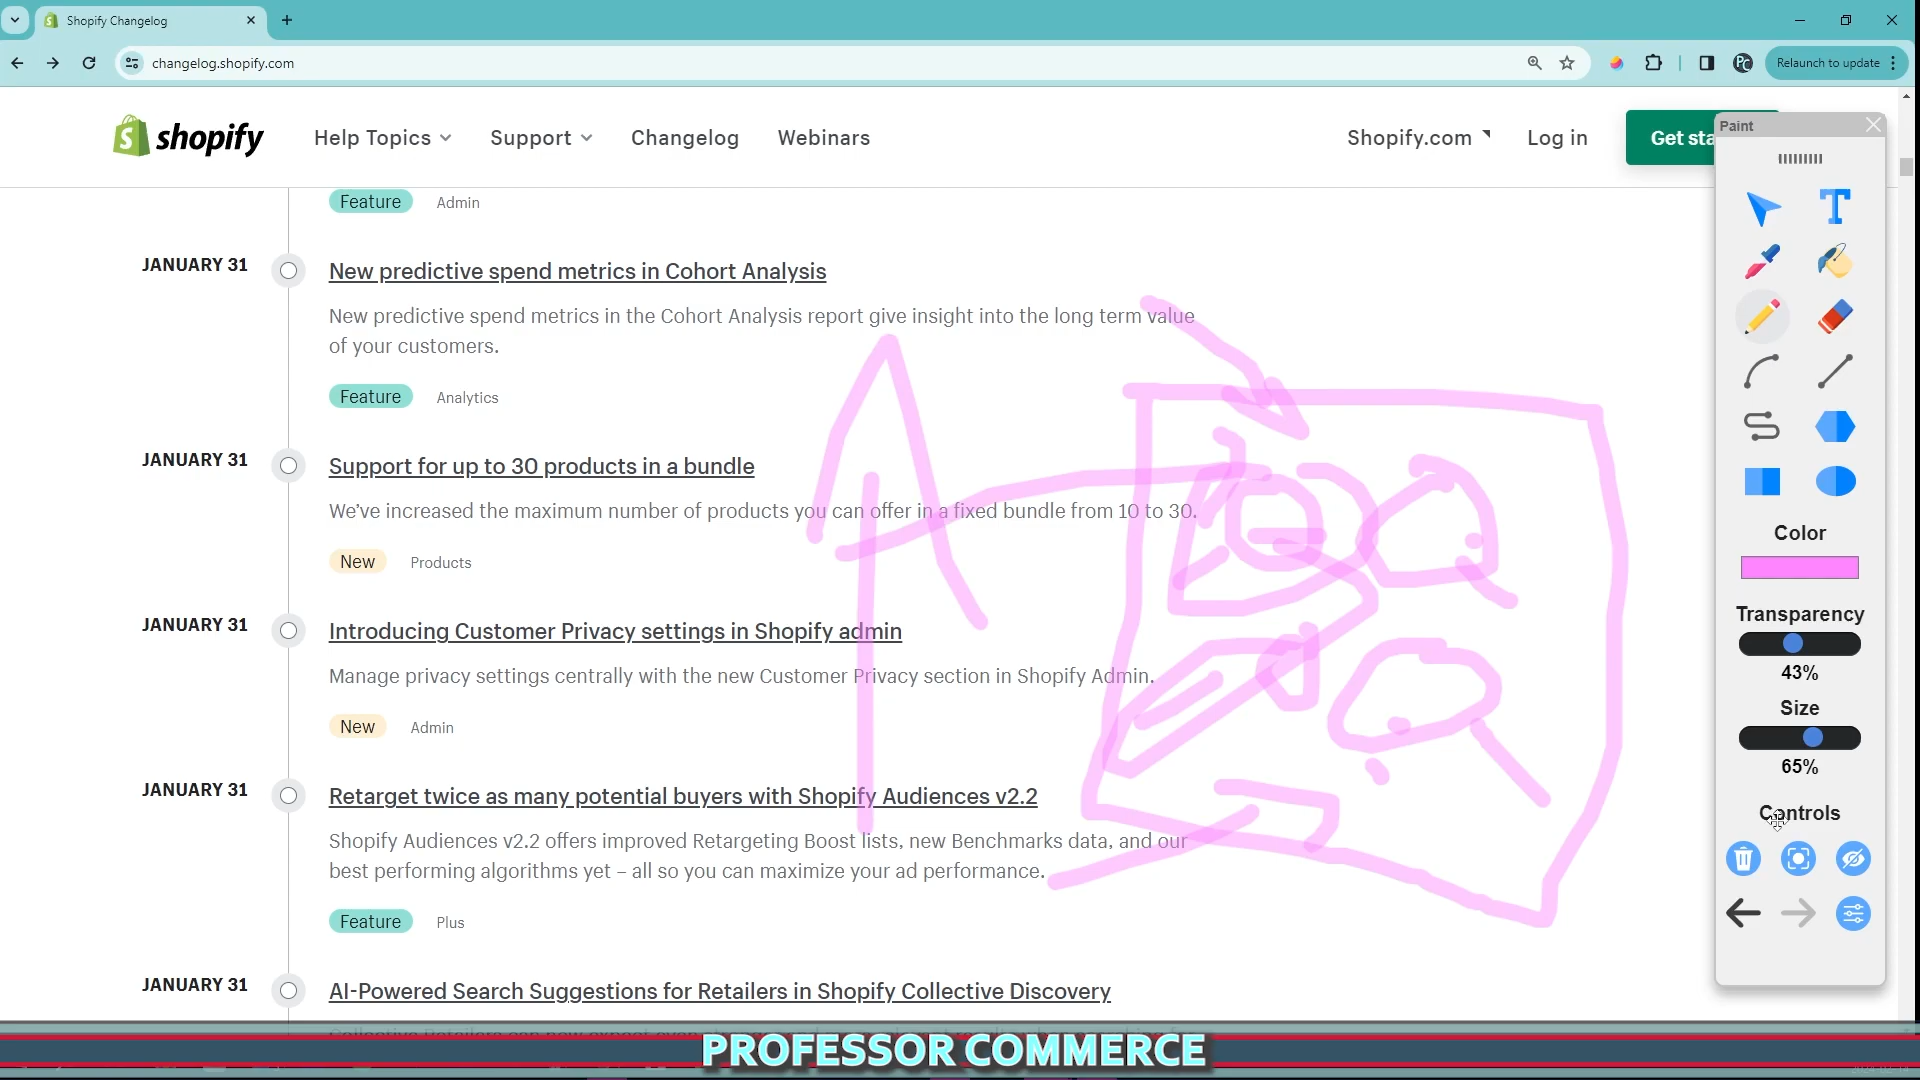 Shopify Changelog
changelog.shopify.com
Relaunch to update
shopify
Help Topics
Support
Changelog
Webinars
Shopify.com
Log in
Get sta
Feature
Admin
JANUARY 31
New predictive spend metrics in Cohort Analysis
New predictive spend metrics in the Cohort Analysis report give insight into the long term value
of your customers.
Feature
Analytics
JANUARY 31
Support for up to 30 products in a bundle
We've increased the maximum number of products you can offer in a fixed bundle from 10 to 30.
New
Products
JANUARY 31
Introducing Customer Privacy settings in Shopify admin
Manage privacy settings centrally with the new Customer Privacy section in Shopify Admin.
New
Admin
JANUARY 31
Retarget twice as many potential buyers with Shopify Audiences v2.2
Shopify Audiences v2.2 offers improved Retargeting Boost lists, new Benchmarks data, and our
best performing algorithms yet – all so you can maximize your ad performance.
Feature
Plus
JANUARY 31
AI-Powered Search Suggestions for Retailers in Shopify Collective Discovery
Paint
T
Color
Transparency
43%
Size
65%
Controls
PROFESSOR COMMERCE